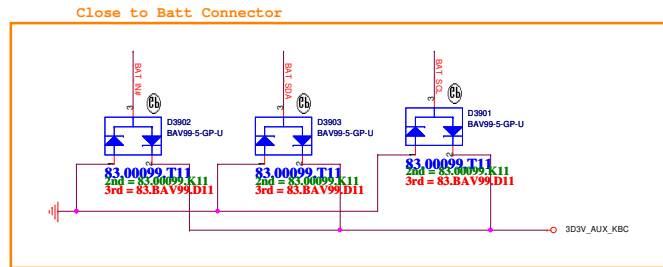 Close to Batt Connector
BAT IN#
BAT SDA
BAT SCL
3
3
3
D3902
BAV99-5-GP-U
D3903
BAV99-5-GP-U
D3901
BAV99-5-GP-U
1
2
1
2
1
2
83.00099.T11
2nd = 83.00099.K11
3rd = 83.BAV99.D11
83.00099.T11
2nd = 83.00099.K11
3rd = 83.BAV99.D11
83.00099.T11
2nd = 83.00099.K11
3rd = 83.BAV99.D11
3D3V_AUX_KBC